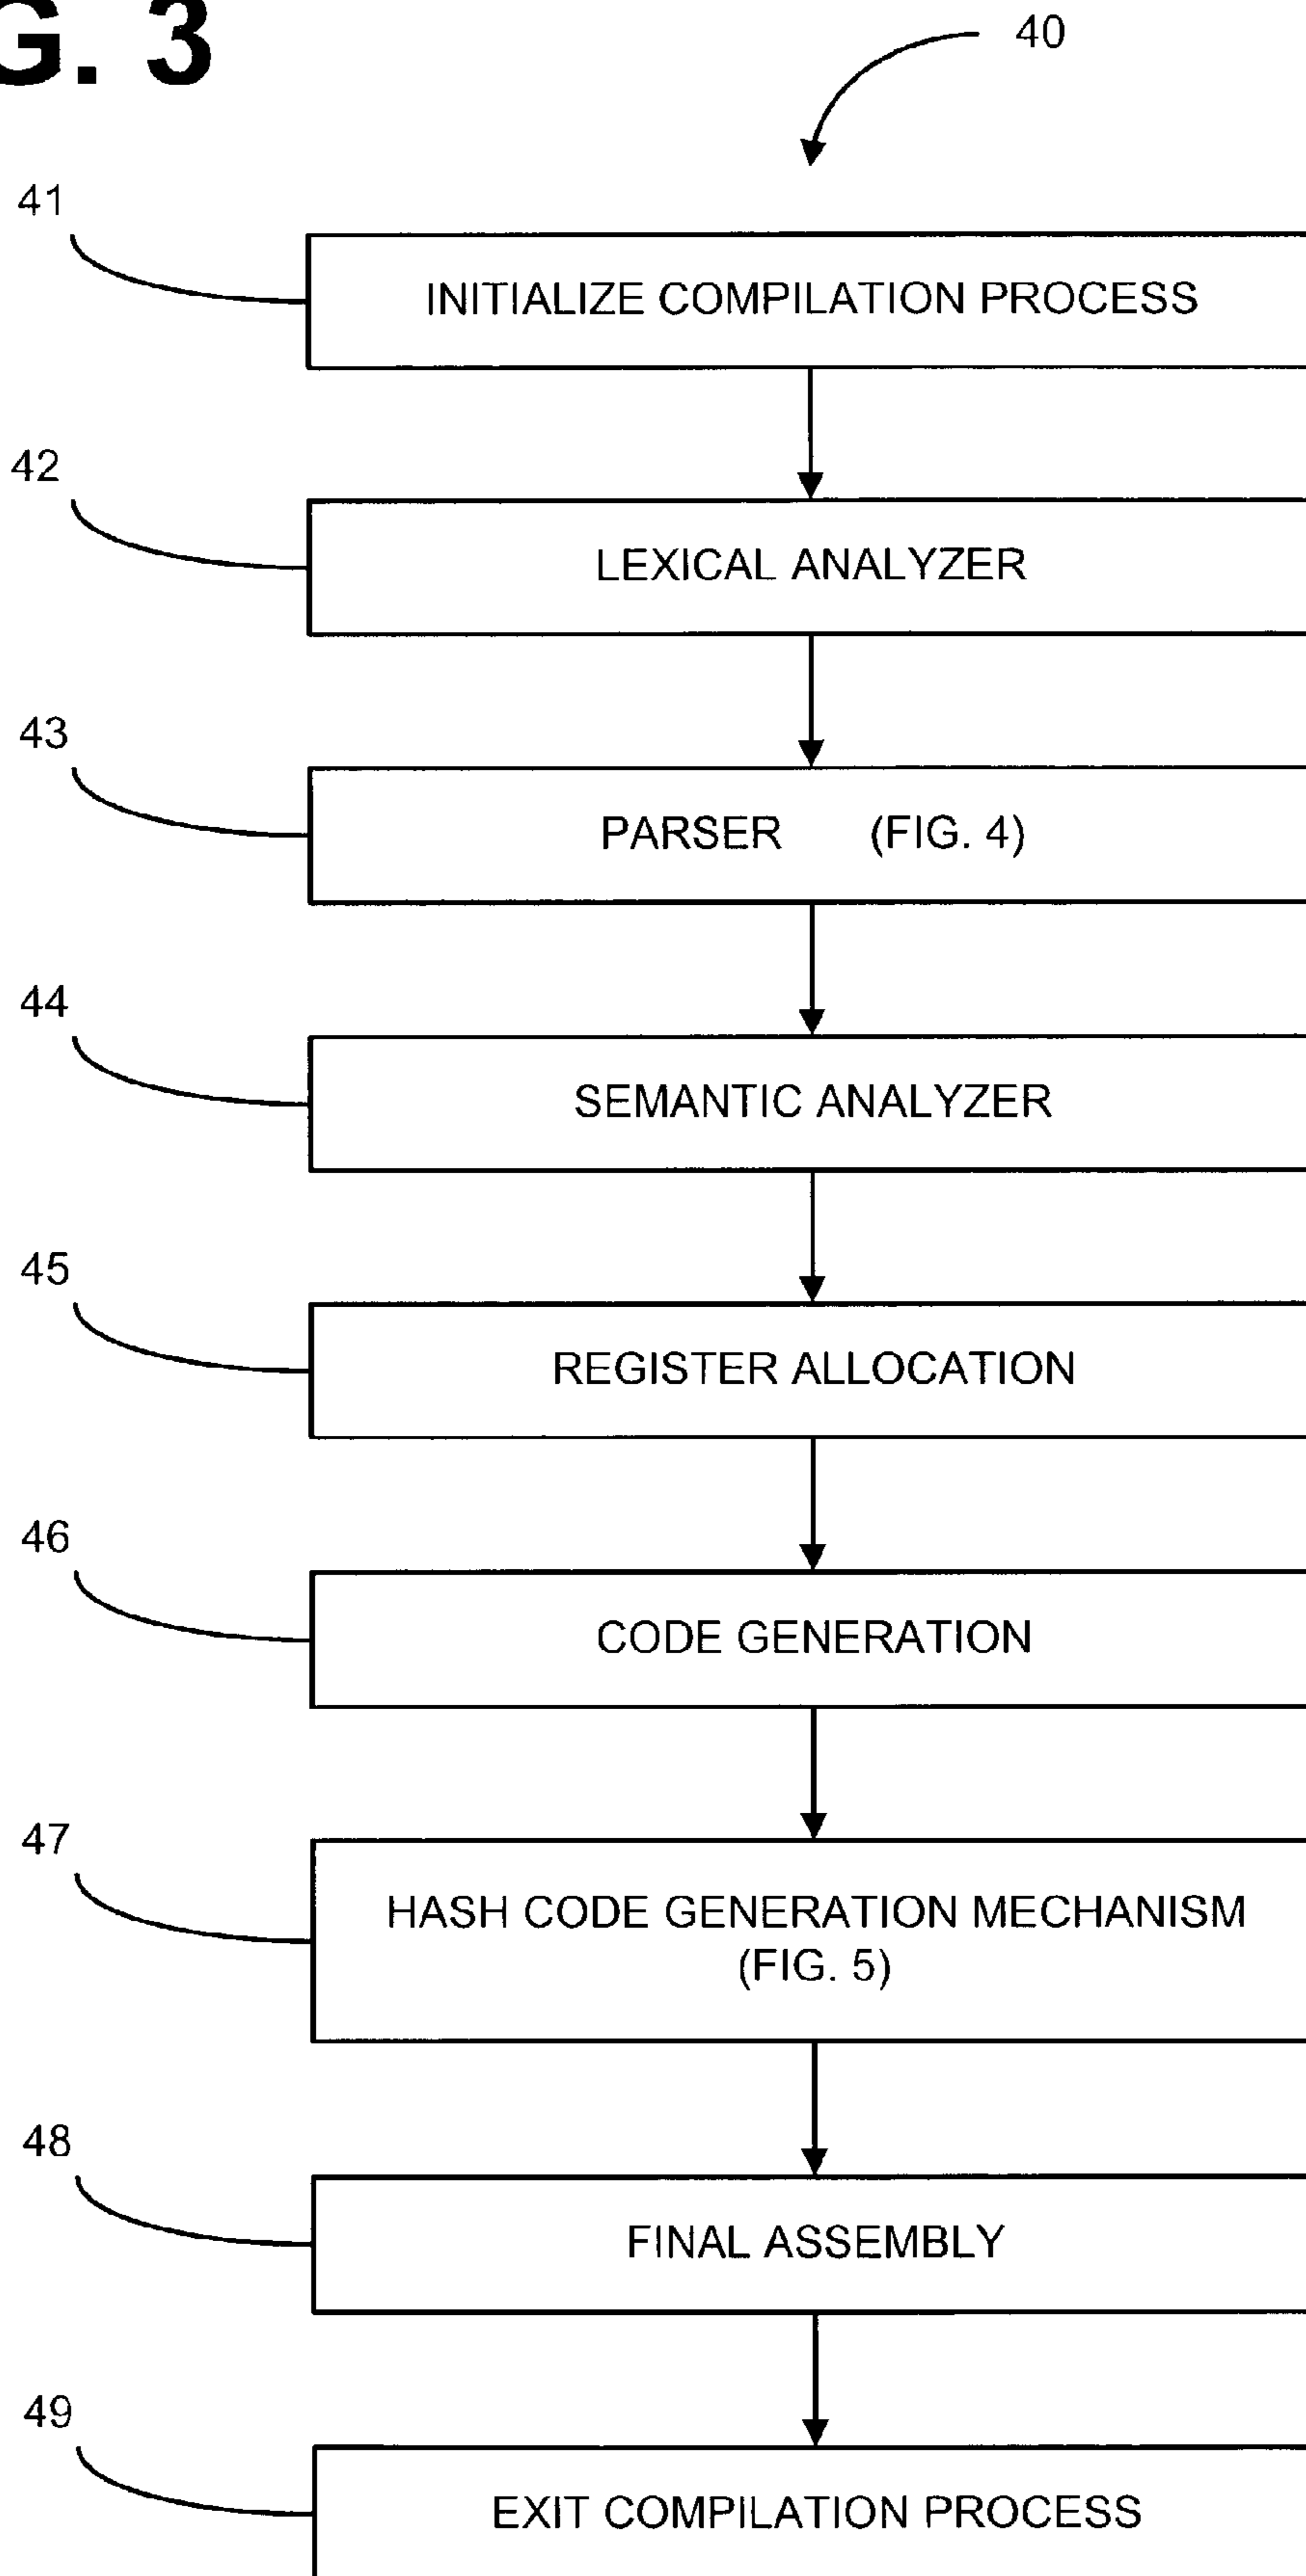 G. 3
40
41
INITIALIZE COMPILATION PROCESS
42
LEXICAL ANALYZER
43
PARSER (FIG. 4)
44
SEMANTIC ANALYZER
45
REGISTER ALLOCATION
46
CODE GENERATION
47
HASH CODE GENERATION MECHANISM
(FIG. 5)
48
FINAL ASSEMBLY
49
EXIT COMPILATION PROCESS